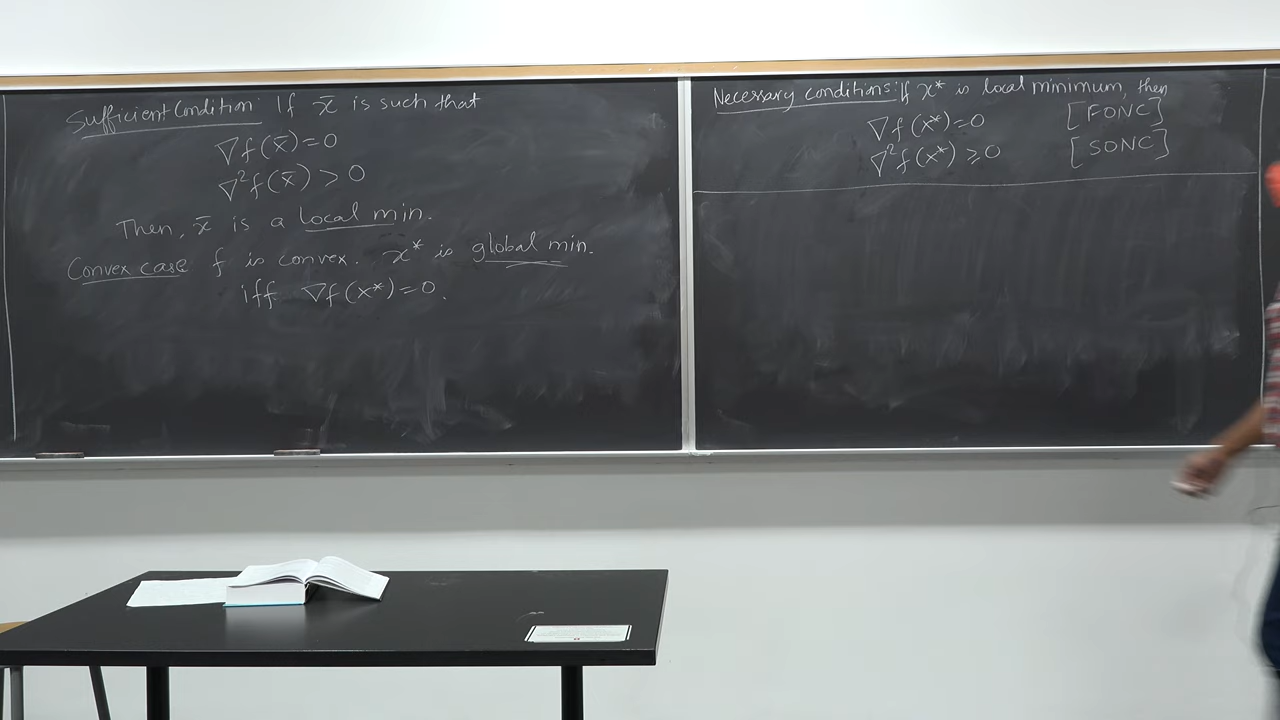 Sufficient Condition: If x̄ is such that
∇f(x̄)=0
∇²f(x̄) > 0
Then, x̄ is a local min.
Convex case f is convex. x* is global min.
iff ∇f(x*)=0.
Necessary conditions: If x* is local minimum, then
∇f(x*)=0 [FONC]
∇²f(x*) ⩾ 0 [SONC]